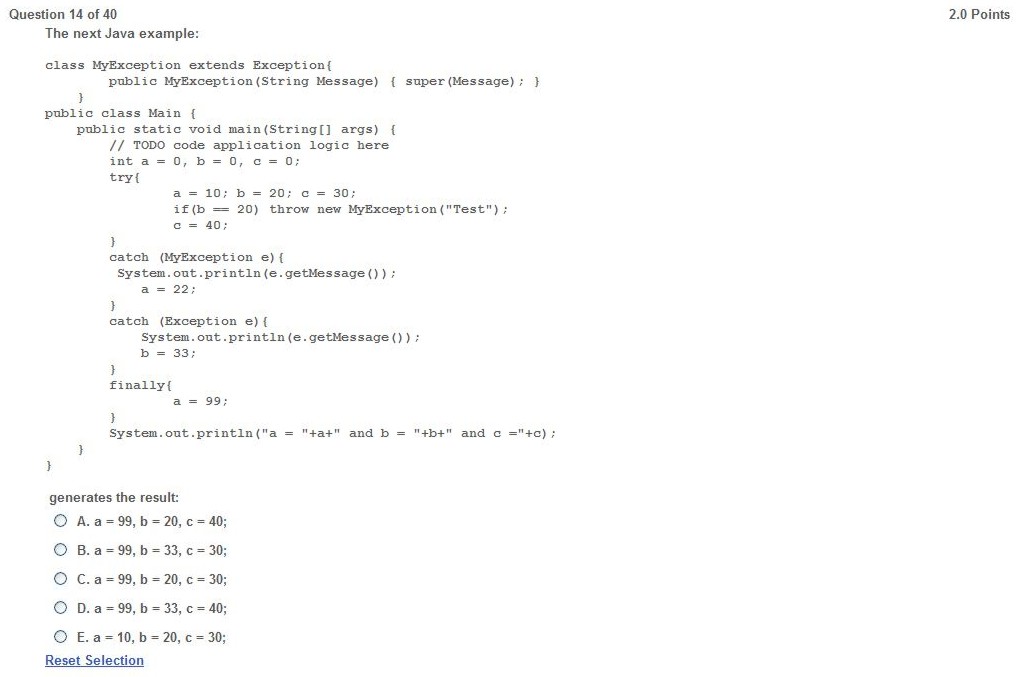 Question 14 of 40
2.0 Points
The next Java example:
class MyException extends Exception{
public MyException(String Message) { super(Message); }
}
public class Main {
public static void main(String[] args) {
// TODO code application logic here
int a = 0, b = 0, c = 0;
try{
a = 10; b = 20; c = 30;
if(b == 20) throw new MyException("Test");
c = 40;
}
catch (MyException e){
System.out.println(e.getMessage());
a = 22;
}
catch (Exception e){
System.out.println(e.getMessage());
b = 33;
}
finally{
a = 99;
}
System.out.println("a = "+a+" and b = "+b+" and c ="+c);
}
}
generates the result:
A. a = 99, b = 20, c = 40;
B. a = 99, b = 33, c = 30;
C. a = 99, b = 20, c = 30;
D. a = 99, b = 33, c = 40;
E. a = 10, b = 20, c = 30;
Reset Selection